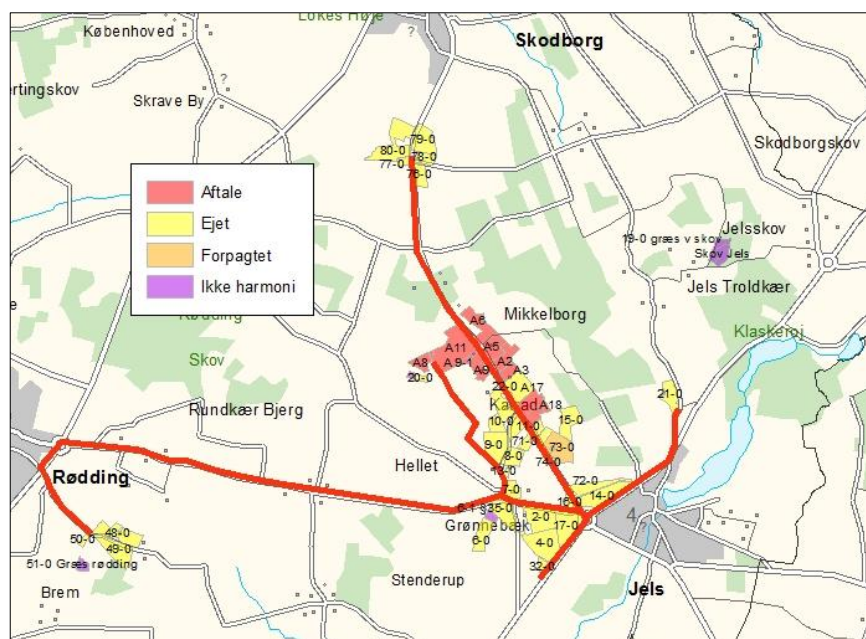 Lokes Høje
Københoved
?
Skodborg
ertingskov
?
Skrave By
79-0
80-0
78-0
77-0
76-0
Skodborgskov
Aftale
Ejet
Forpagtet
Ikke harmoni
19-0 græs v skov
Skov Jels
Jelsskov
Jels Troldkær
Mikkelborg
A6
Rødding
Skov
Klaskeroj
A11
A5
A8
A 9-1
A9
A2
A3
20-0
22-0
A17
21-0
A18
Rundkær Bjerg
10-0
11-0
15-0
9-0
71-0
8-0
73-0
Hellet
13-0
74-0
Rødding
7-0
72-0
16-0
14-0
35-0
2-0
4
Grønnebæk
17-0
50-0
48-0
49-0
6-0
4-0
51-0 Græs rødding
32-0
Stenderup
Brem
Jels